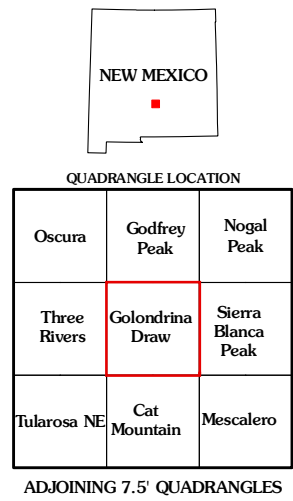 NEW MEXICO
QUADRANGLE LOCATION
Oscura
Godfrey
Peak
Nogal
Peak
Three
Rivers
Golondrina
Draw
Sierra
Blanca
Peak
Tularosa NE
Cat
Mountain
Mescalero
ADJOINING 7.5' QUADRANGLES